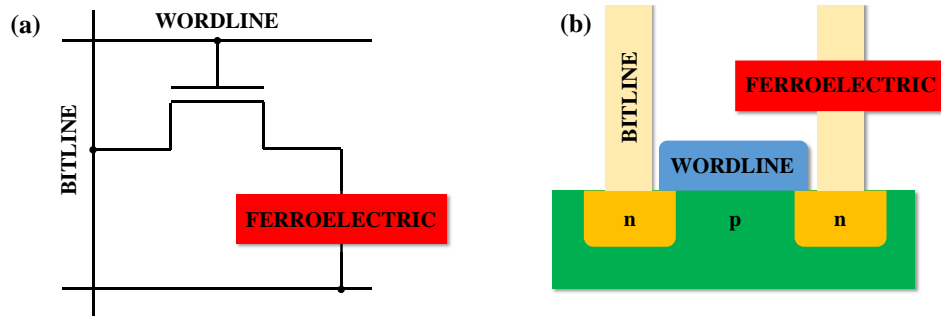 (a)
WORDLINE
BITLINE
FERROELECTRIC
(b)
BITLINE
FERROELECTRIC
WORDLINE
n
p
n